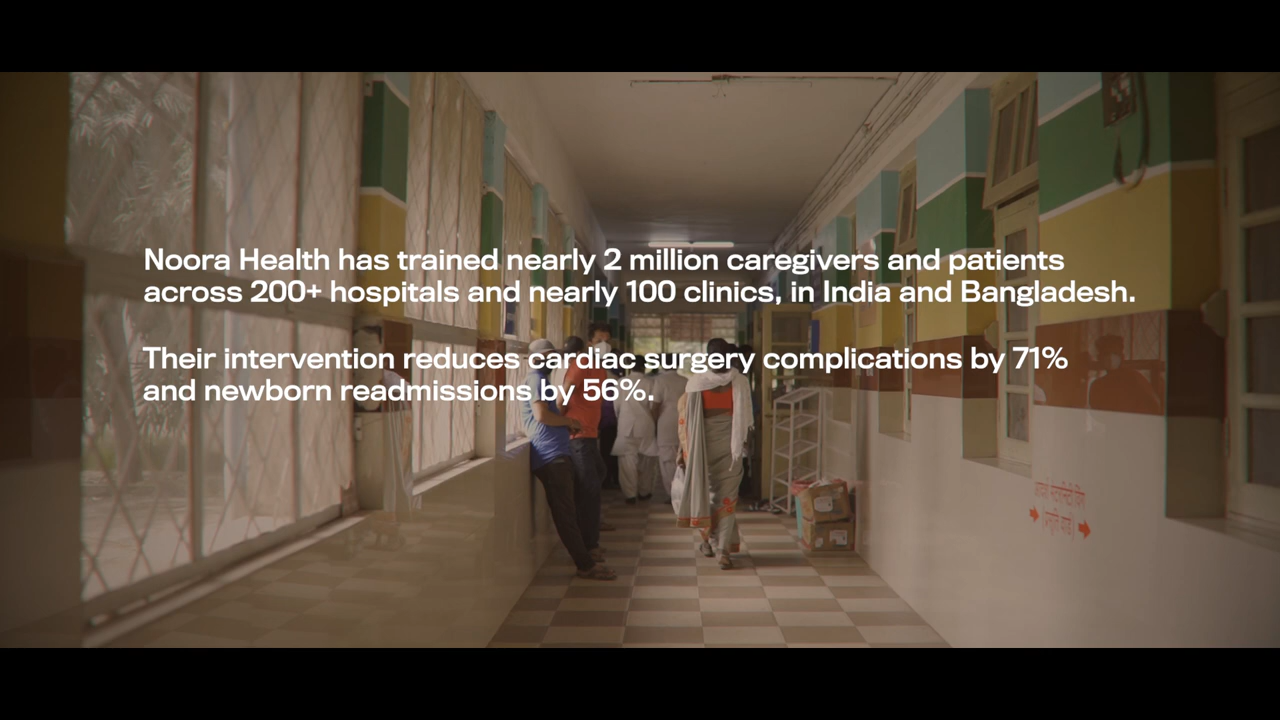 Noora Health has trained nearly 2 million caregivers and patients
across 200+ hospitals and nearly 100 clinics, in India and Bangladesh.
Their intervention reduces cardiac surgery complications by 71%
and newborn readmissions by 56%.